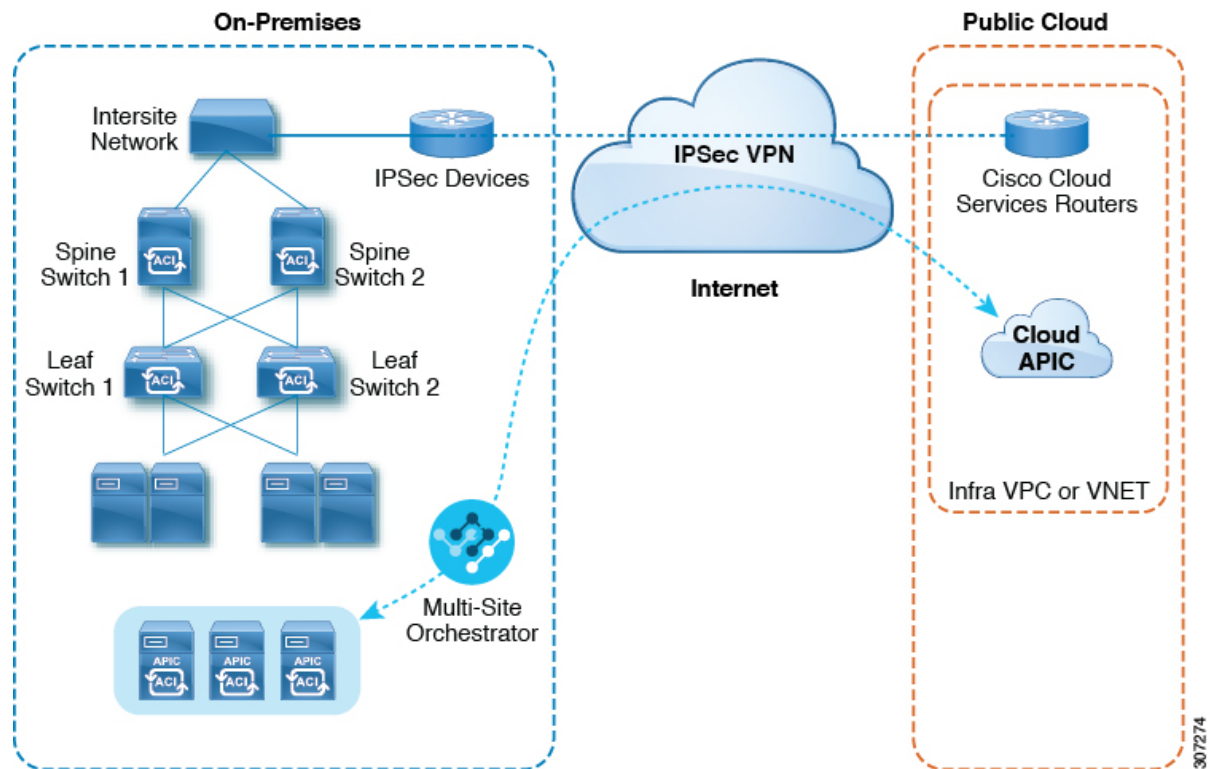 On-Premises
Public Cloud
Intersite
Network
IPSec Devices
IPSec VPN
Cisco Cloud
Services Routers
Spine
Switch 1
ACI
ACI
Spine
Switch 2
Internet
Cloud
APIC
Leaf
Switch 1
ACI
ACI
Leaf
Switch 2
Infra VPC or VNET
Multi-Site
Orchestrator
APIC
ACI
APIC
ACI
APIC
ACI
307274